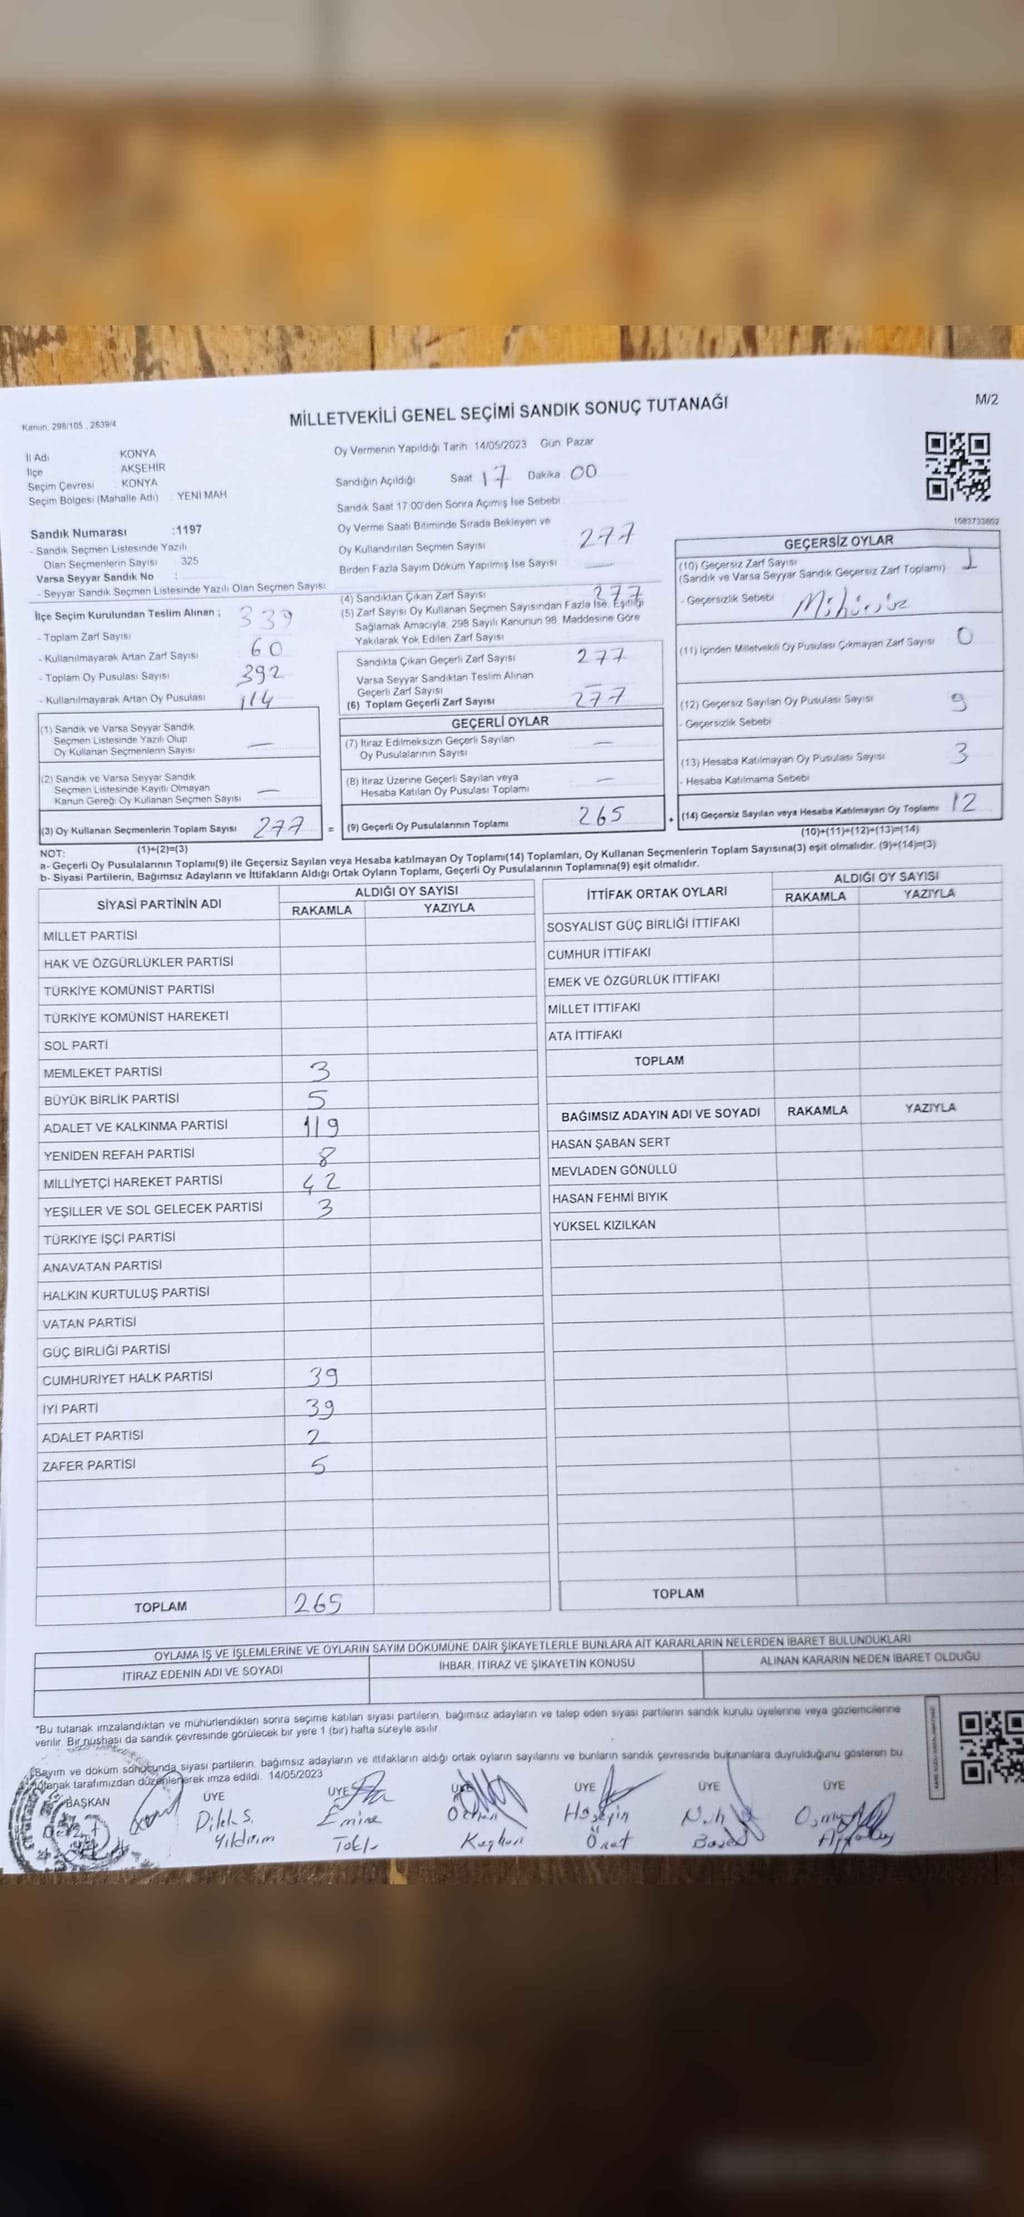 Kanun, 298/105 , 2839/4
MİLLETVEKİLİ GENEL SEÇİMİ SANDIK SONUÇ TUTANAĞI
M/2
İl Adı KONYA
İlçe AKŞEHİR
Seçim Çevresi KONYA
Seçim Bölgesi (Mahalle Adı) YENİ MAH
Oy Vermenin Yapıldığı Tarih 14/05/2023 Gün: Pazar
Sandığın Açıldığı Saat 17 Dakika 00
Sandık Saat 17:00'den Sonra Açımış İse Sebebi
Oy Verme Saati Bitiminde Sırada Bekleyen ve
Oy Kullandırılan Seçmen Sayısı 277
Birden Fazla Sayım Döküm Yapılmış İse Sayısı
1083733802
Sandık Numarası :1197
- Sandık Seçmen Listesinde Yazılı
Olan Seçmenlerin Sayısı 325
Varsa Seyyar Sandık No :
- Seyyar Sandık Seçmen Listesinde Yazılı Olan Seçmen Sayısı
İlçe Seçim Kurulundan Teslim Alınan ; 339
- Toplam Zarf Sayısı
- Kullanılmayarak Artan Zarf Sayısı 60
- Toplam Oy Pusulası Sayısı 392
- Kullanılmayarak Artan Oy Pusulası 114
(1) Sandık ve Varsa Seyyar Sandık
Seçmen Listesinde Yazılı Olup
Oy Kullanan Seçmenlerin Sayısı —
(2) Sandık ve Varsa Seyyar Sandık
Seçmen Listesinde Kayıtlı Olmayan
Kanun Gereği Oy Kullanan Seçmen Sayısı —
(3) Oy Kullanan Seçmenlerin Toplam Sayısı 277 =
(1)+(2)=(3)
(4) Sandıktan Çıkan Zarf Sayısı 277
(5) Zarf Sayısı Oy Kullanan Seçmen Sayısından Fazla İse, Eşitliği
Sağlamak Amacıyla, 298 Sayılı Kanunun 98. Maddesine Göre
Yakılarak Yok Edilen Zarf Sayısı
Sandıkta Çıkan Geçerli Zarf Sayısı 277
Varsa Seyyar Sandıktan Teslim Alınan
Geçerli Zarf Sayısı —
(6) Toplam Geçerli Zarf Sayısı 277
GEÇERLİ OYLAR
(7) İtiraz Edilmeksizin Geçerli Sayılan
Oy Pusulalarının Sayısı —
(8) İtiraz Üzerine Geçerli Sayılan veya
Hesaba Katılan Oy Pusulası Toplamı —
(9) Geçerli Oy Pusulalarının Toplamı 265 +
GEÇERSİZ OYLAR
(10) Geçersiz Zarf Sayısı
(Sandık ve Varsa Seyyar Sandık Geçersiz Zarf Toplamı)
- Geçersizlik Sebebi Mühürsüz
(11) İçinden Milletvekili Oy Pusulası Çıkmayan Zarf Sayısı 0
(12) Geçersiz Sayılan Oy Pusulası Sayısı 9
- Geçersizlik Sebebi
(13) Hesaba Katılmayan Oy Pusulası Sayısı 3
- Hesaba Katılmama Sebebi
(14) Geçersiz Sayılan veya Hesaba Katılmayan Oy Toplamı 12
(10)+(11)+(12)+(13)=(14)
NOT:
a- Geçerli Oy Pusulalarının Toplamı(9) ile Geçersiz Sayılan veya Hesaba katılmayan Oy Toplamı(14) Toplamları, Oy Kullanan Seçmenlerin Toplam Sayısına(3) eşit olmalıdır. (9)+(14)=(3)
b- Siyasi Partilerin, Bağımsız Adayların ve İttifakların Aldığı Oyların Toplamı, Geçerli Oy Pusulalarının Toplamına(9) eşit olmalıdır.
SİYASİ PARTİNİN ADI ALDIĞI OY SAYISI
RAKAMLA YAZIYLA
MİLLET PARTİSİ
HAK VE ÖZGÜRLÜKLER PARTİSİ
TÜRKİYE KOMÜNİST PARTİSİ
TÜRKİYE KOMÜNİST HAREKETİ
SOL PARTİ
MEMLEKET PARTİSİ 3
BÜYÜK BİRLİK PARTİSİ 5
ADALET VE KALKINMA PARTİSİ 119
YENİDEN REFAH PARTİSİ 8
MİLLİYETÇİ HAREKET PARTİSİ 42
YEŞİLLER VE SOL GELECEK PARTİSİ 3
TÜRKİYE İŞÇİ PARTİSİ
ANAVATAN PARTİSİ
HALKIN KURTULUŞ PARTİSİ
VATAN PARTİSİ
GÜÇ BİRLİĞİ PARTİSİ
CUMHURİYET HALK PARTİSİ 39
İYİ PARTİ 39
ADALET PARTİSİ 2
ZAFER PARTİSİ 5
TOPLAM 265
İTTİFAK ORTAK OYLARI ALDIĞI OY SAYISI
RAKAMLA YAZIYLA
SOSYALİST GÜÇ BİRLİĞİ İTTİFAKI
CUMHUR İTTİFAKI
EMEK VE ÖZGÜRLÜK İTTİFAKI
MİLLET İTTİFAKI
ATA İTTİFAKI
TOPLAM
BAĞIMSIZ ADAYIN ADI VE SOYADI RAKAMLA YAZIYLA
HASAN ŞABAN SERT
MEVLADEN GÖNÜLLÜ
HASAN FEHMİ BIYIK
YÜKSEL KIZILKAN
TOPLAM
OYLAMA İŞ VE İŞLEMLERİNE VE OYLARIN SAYIM DÖKÜMÜNE DAİR ŞİKAYETLERLE BUNLARA AİT KARARLARIN NELERDEN İBARET BULUNDUKLARI
İTİRAZ EDENİN ADI VE SOYADI İHBAR, İTİRAZ VE ŞİKAYETİN KONUSU ALINAN KARARIN NEDEN İBARET OLDUĞU
*Bu tutanak imzalandıktan ve mühürlendikten sonra seçime katılan siyasi partilerin, bağımsız adayların ve talep eden siyasi partilerin sandık kurulu üyelerine veya gözlemcilerine
verilir. Bir nüshası da sandık çevresinde görülecek bir yere 1 (bir) hafta süreyle asılır.
Sayım ve döküm sonucunda siyasi partilerin, bağımsız adayların ve ittifakların aldığı ortak oyların sayılarını ve bunların sandık çevresinde bulunanlara duyrulduğunu gösteren bu
tutanak tarafımızdan düzenlenerek imza edildi. 14/05/2023
BAŞKAN ÜYE ÜYE ÜYE ÜYE ÜYE ÜYE
Dilek S. Emine Hüseyin Nuh
Yıldırım Önat